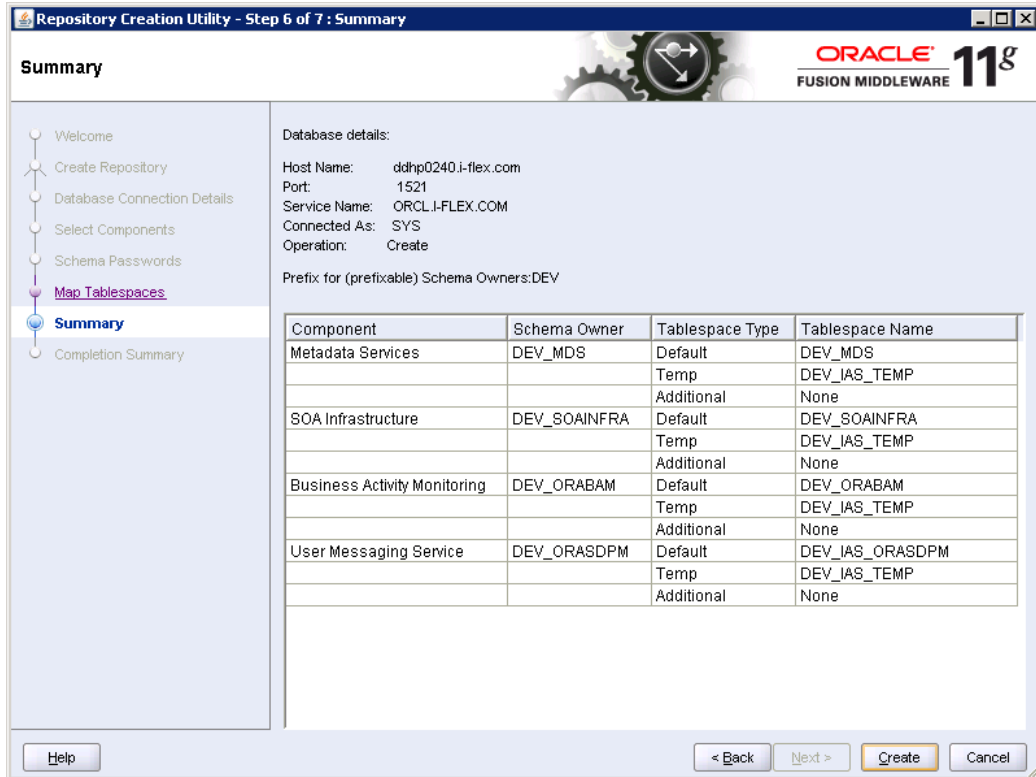 Repository Creation Utility - Step 6 of 7 : Summary
Summary
ORACLE
FUSION MIDDLEWARE
11g
Welcome
Create Repository
Database Connection Details
Select Components
Schema Passwords
Map Tablespaces
Summary
Completion Summary
Database details:
Host Name: ddhp0240.i-flex.com
Port: 1521
Service Name: ORCL.I-FLEX.COM
Connected As: SYS
Operation: Create
Prefix for (prefixable) Schema Owners:DEV
Component Schema Owner Tablespace Type Tablespace Name
Metadata Services DEV_MDS Default DEV_MDS
Temp DEV_IAS_TEMP
Additional None
SOA Infrastructure DEV_SOAINFRA Default DEV_SOAINFRA
Temp DEV_IAS_TEMP
Additional None
Business Activity Monitoring DEV_ORABAM Default DEV_ORABAM
Temp DEV_IAS_TEMP
Additional None
User Messaging Service DEV_ORASDPM Default DEV_IAS_ORASDPM
Temp DEV_IAS_TEMP
Additional None
Help < Back Next > Create Cancel